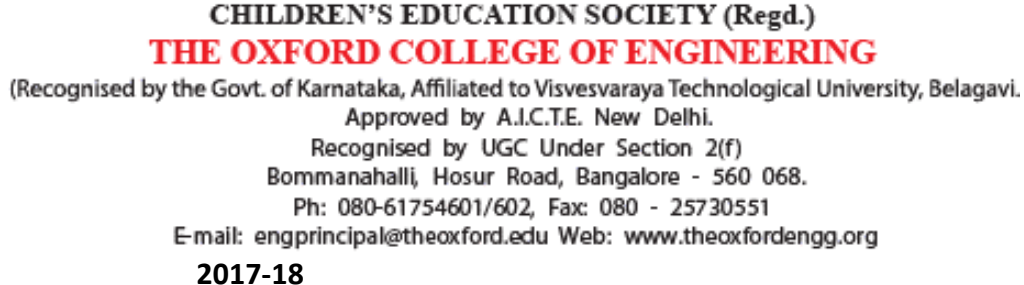 CHILDREN’S EDUCATION SOCIETY (Regd.)
THE OXFORD COLLEGE OF ENGINEERING
(Recognised by the Govt. of Karnataka, Affiliated to Visvesvaraya Technological University, Belagavi.
Approved by A.I.C.T.E. New Delhi.
Recognised by UGC Under Section 2(f)
Bommanahalli, Hosur Road, Bangalore - 560 068.
Ph: 080-61754601/602, Fax: 080 - 25730551
E-mail: engprincipal@theoxford.edu Web: www.theoxfordengg.org
2017-18